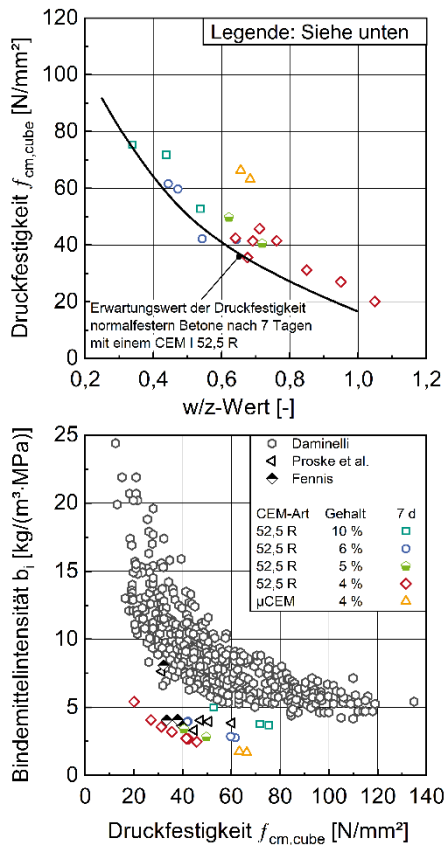 Legende: Siehe unten
120
100
80
60
40
20
0
Druckfestigkeit fcm,cube [N/mm²]
Erwartungswert der Druckfestigkeit
normalfestern Betone nach 7 Tagen
mit einem CEM I 52,5 R
0,2 0,4 0,6 0,8 1,0
w/z-Wert [-]
25
20
15
10
5
0
Bindemittelintensität bi [kg/(m³·MPa)]
Daminelli
Proske et al.
Fennis
CEM-Art Gehalt 7 d
52,5 R 10 %
52,5 R 6 %
52,5 R 5 %
52,5 R 4 %
µCEM 4 %
0 20 40 60 80 100 120 140
Druckfestigkeit fcm,cube [N/mm²]